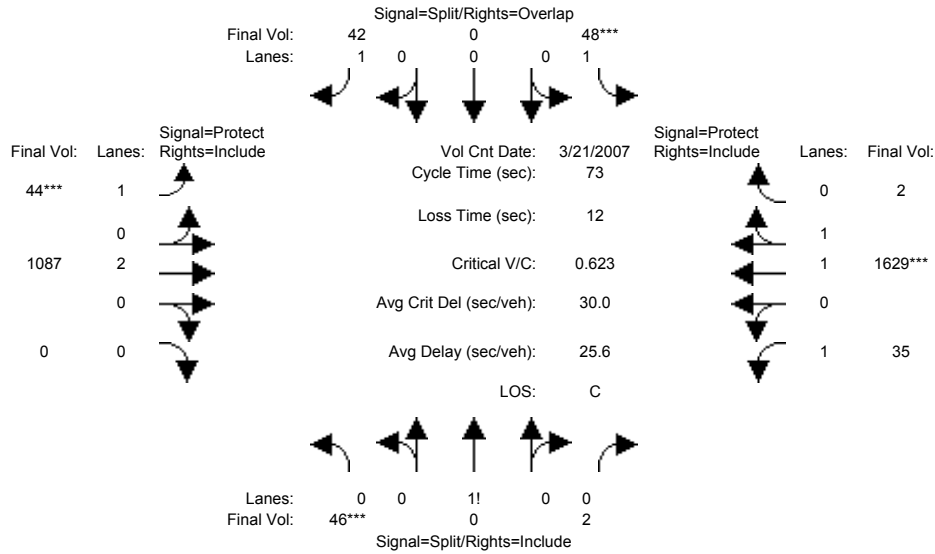 Signal=Split/Rights=Overlap
Final Vol: 42 0 48***
Lanes: 1 0 0 0 1
Signal=Protect Signal=Protect
Final Vol: Lanes: Rights=Include Vol Cnt Date: 3/21/2007 Rights=Include Lanes: Final Vol:
Cycle Time (sec): 73
44*** 1 0 2
Loss Time (sec): 12
0 1
1087 2 Critical V/C: 0.623 1 1629***
0 Avg Crit Del (sec/veh): 30.0 0
0 0 Avg Delay (sec/veh): 25.6 1 35
LOS: C
Lanes: 0 0 1! 0 0
Final Vol: 46*** 0 2
Signal=Split/Rights=Include